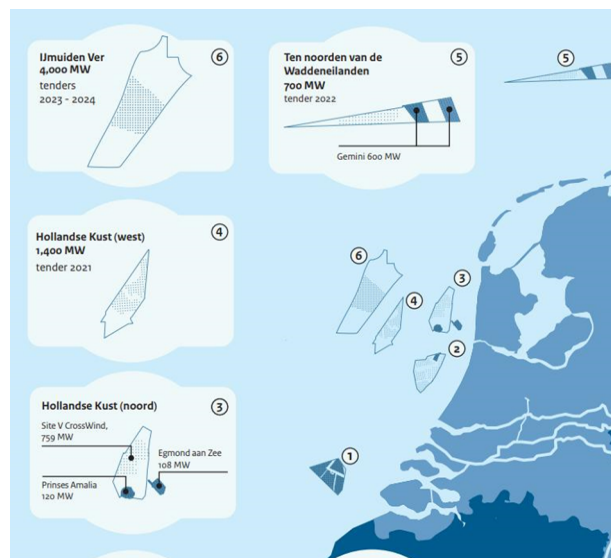 IJmuiden Ver
4,000 MW
tenders
2023 - 2024
6
Ten noorden van de
Waddeneilanden
700 MW
tender 2022
5
Gemini 600 MW
5
Hollandse Kust (west)
1,400 MW
tender 2021
4
6
4
3
2
1
Hollandse Kust (noord)
3
Site V CrossWind,
759 MW
Egmond aan Zee
108 MW
Prinses Amalia
120 MW